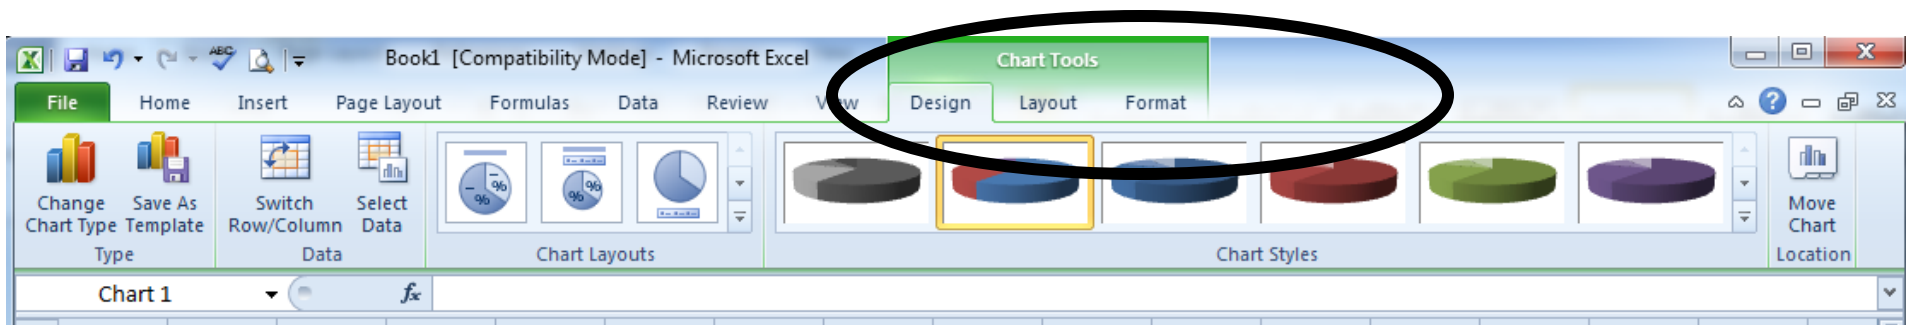 ABC Book1 [Compatibility Mode] - Microsoft Excel Chart Tools
File Home Insert Page Layout Formulas Data Review View Design Layout Format
Change Chart Type
Save As Template
Switch Row/Column
Select Data
Move Chart
Type Data Chart Layouts Chart Styles Location
Chart 1 fx